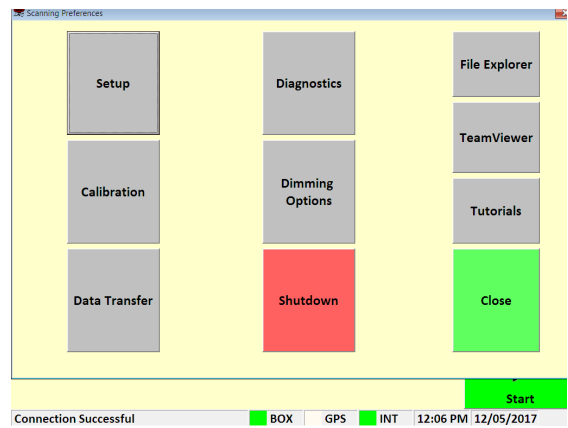 Scanning Preferences
Setup
Diagnostics
File Explorer
TeamViewer
Calibration
Dimming
Options
Tutorials
Data Transfer
Shutdown
Close
Start
Connection Successful BOX GPS INT 12:06 PM 12/05/2017